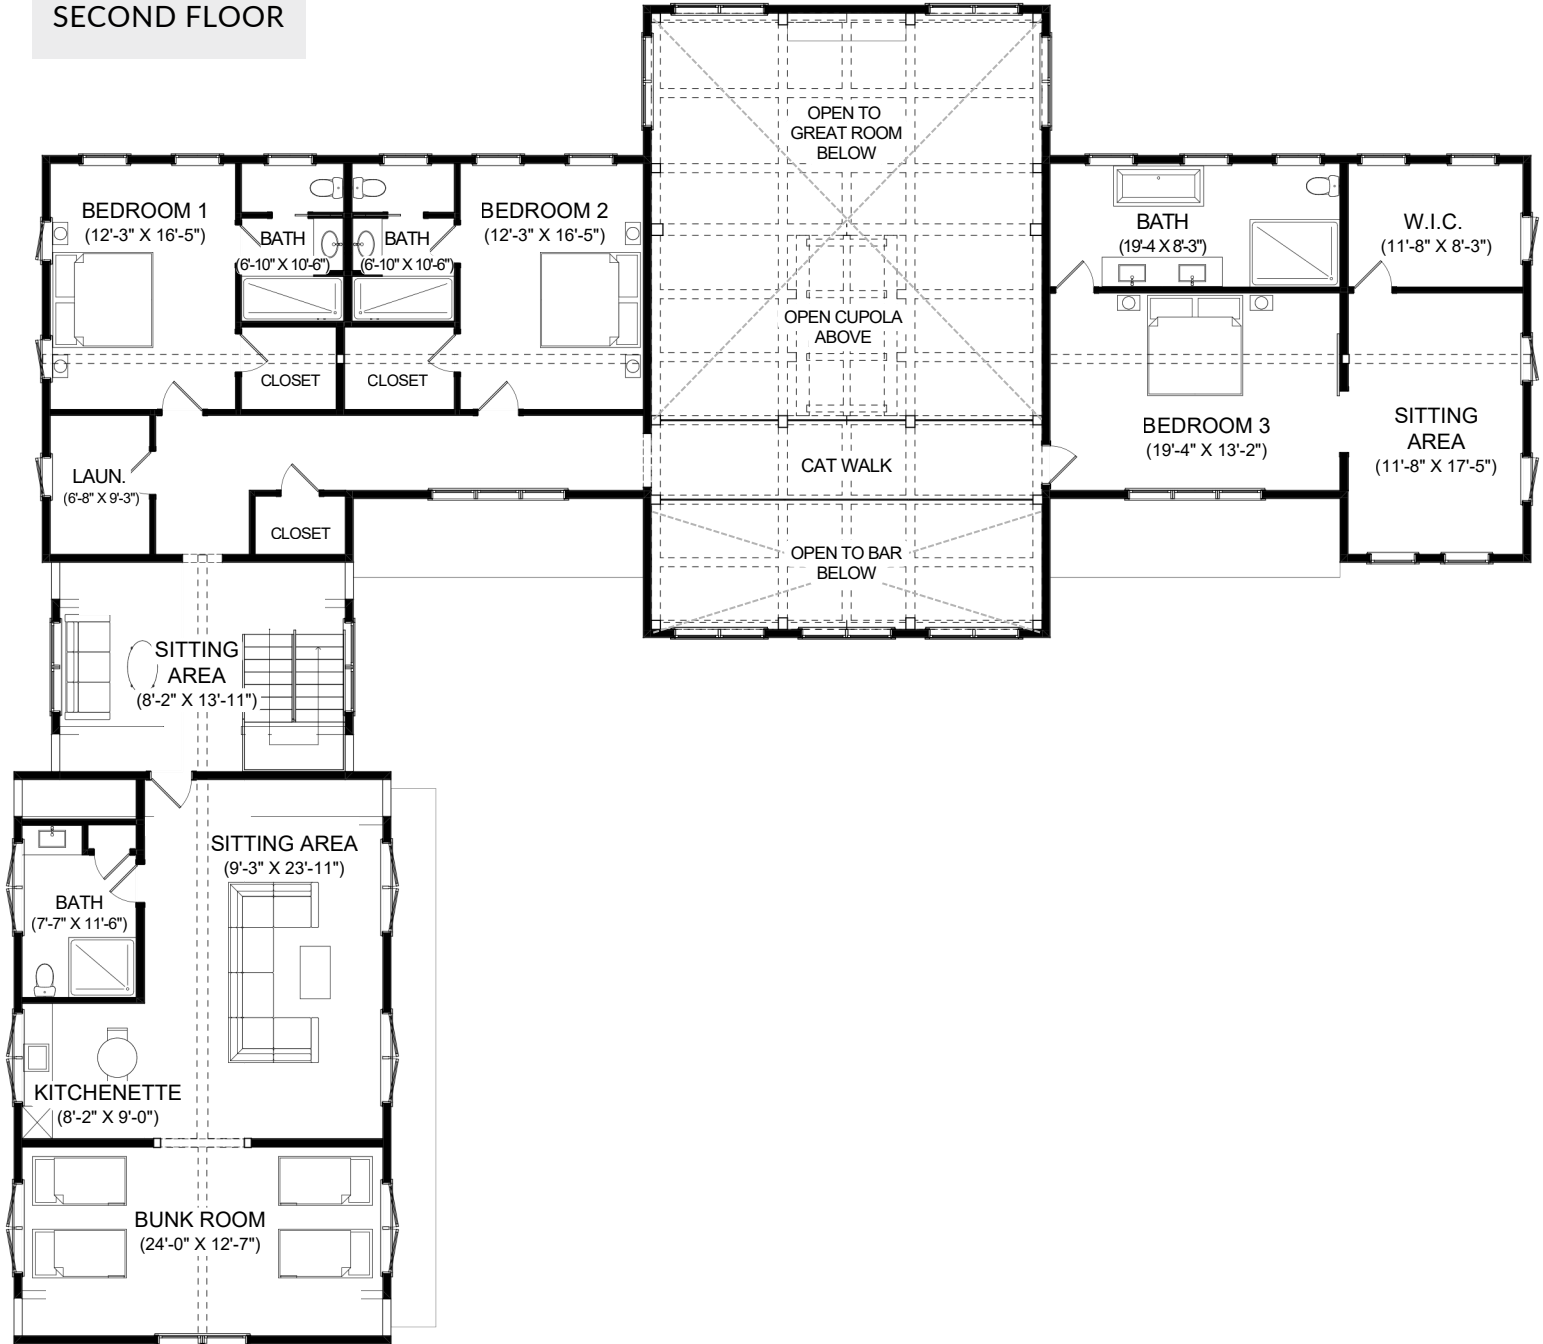 SECOND FLOOR
OPEN TO
GREAT ROOM
BELOW
BEDROOM 1
(12'-3" X 16'-5")
BATH
(6'-10" X 10'-6")
BATH
(6'-10" X 10'-6")
BEDROOM 2
(12'-3" X 16'-5")
BATH
(19'-4 X 8'-3")
W.I.C.
(11'-8" X 8'-3")
OPEN CUPOLA
ABOVE
CLOSET
CLOSET
BEDROOM 3
(19'-4" X 13'-2")
SITTING
AREA
(11'-8" X 17'-5")
LAUN.
(6'-8" X 9'-3")
CAT WALK
CLOSET
OPEN TO BAR
BELOW
SITTING
AREA
(8'-2" X 13'-11")
SITTING AREA
(9'-3" X 23'-11")
BATH
(7'-7" X 11'-6")
KITCHENETTE
(8'-2" X 9'-0")
BUNK ROOM
(24'-0" X 12'-7")